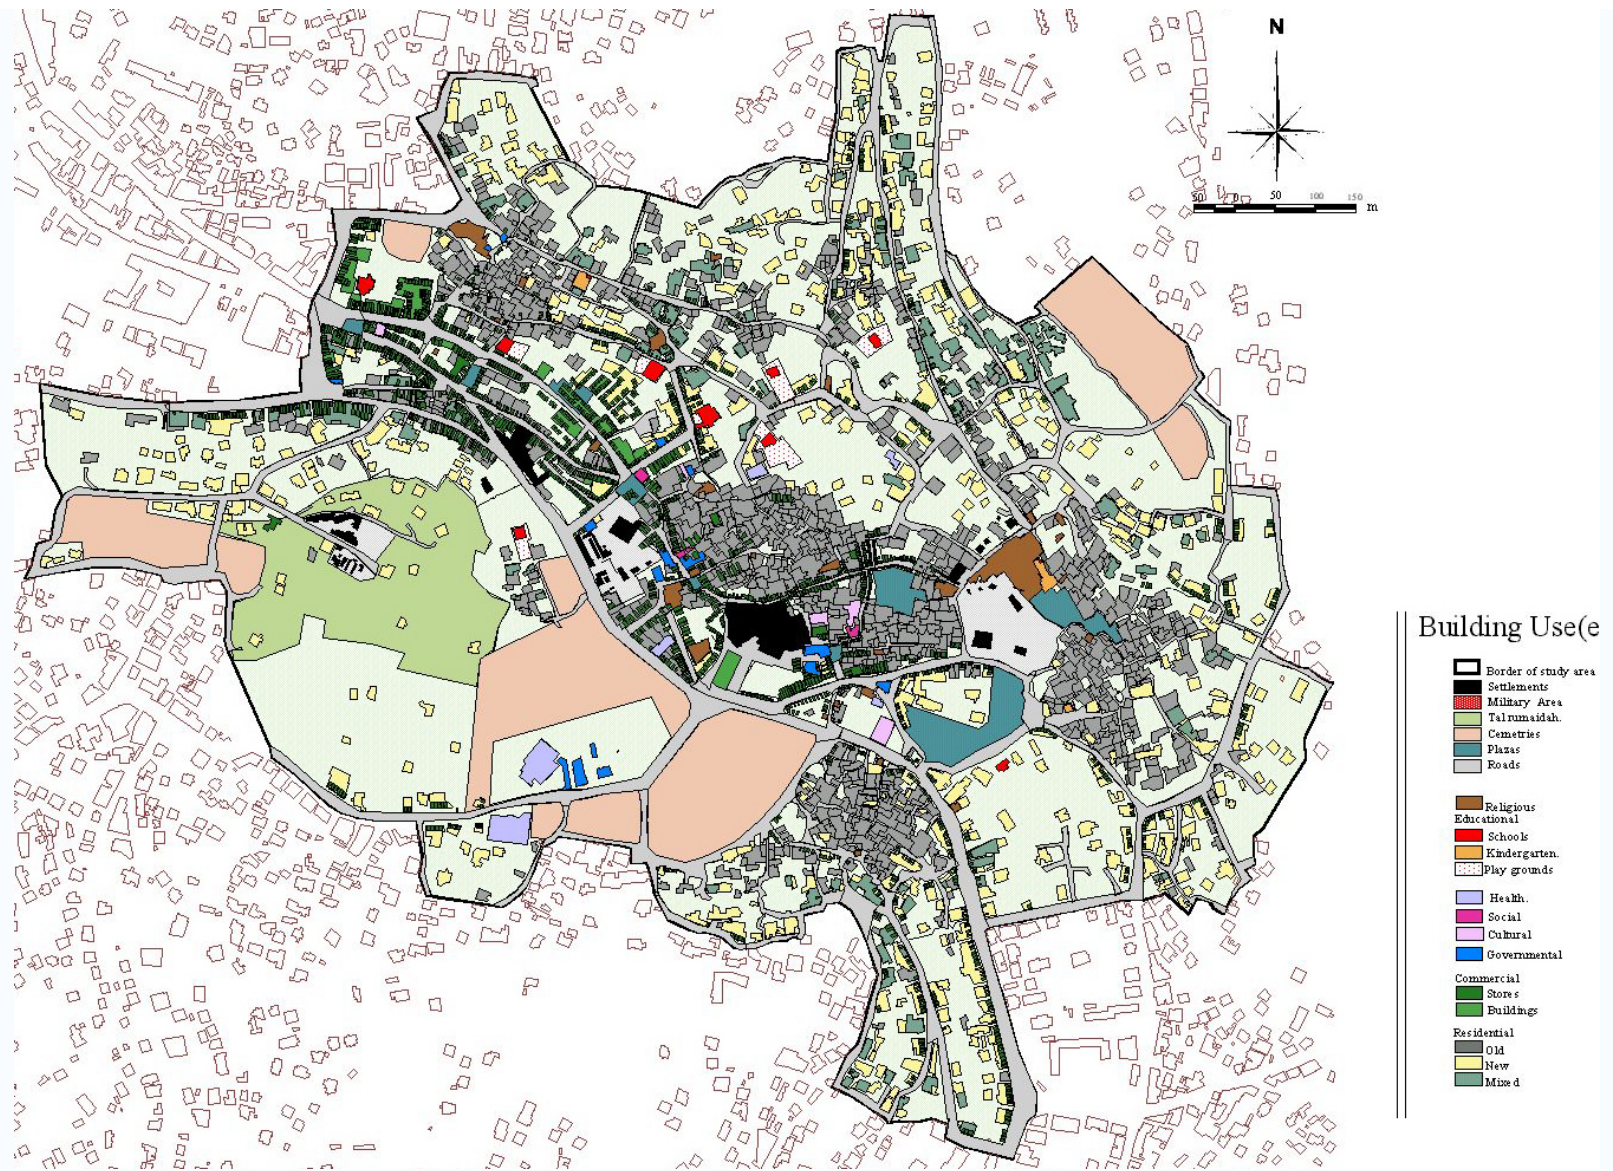 N
50 0 50 100 150
m
Building Use(e
Border of study area
Settlements
Military Area
Tal rumaidah.
Cemetries
Plazas
Roads
Religious
Educational
Schools
Kindergarten.
Play grounds
Health.
Social
Cultural
Governmental
Commercial
Stores
Buildings
Residential
Old
New
Mixed